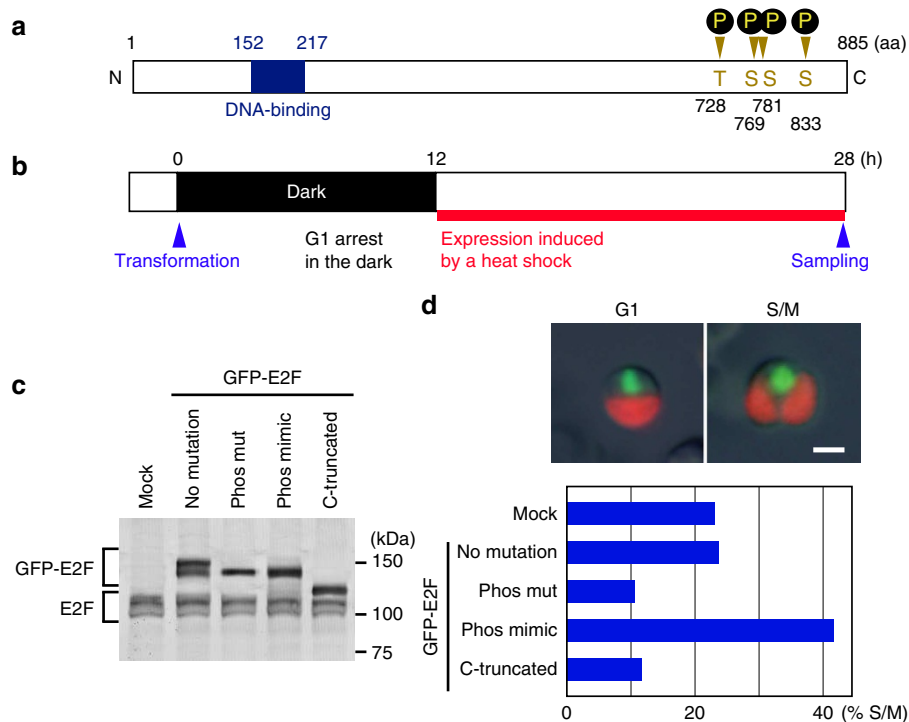 a
P P P P
1 152 217 885 (aa)
N T S S S C
DNA-binding
728 769 781 833
b
0 12 28 (h)
Dark
Transformation
G1 arrest
in the dark
Expression induced
by a heat shock
Sampling
c
GFP-E2F
Mock
No mutation
Phos mut
Phos mimic
C-truncated
(kDa)
GFP-E2F
150
E2F
100
75
d
G1 S/M
Mock
No mutation
Phos mut
Phos mimic
C-truncated
GFP-E2F
0 20 40 (% S/M)